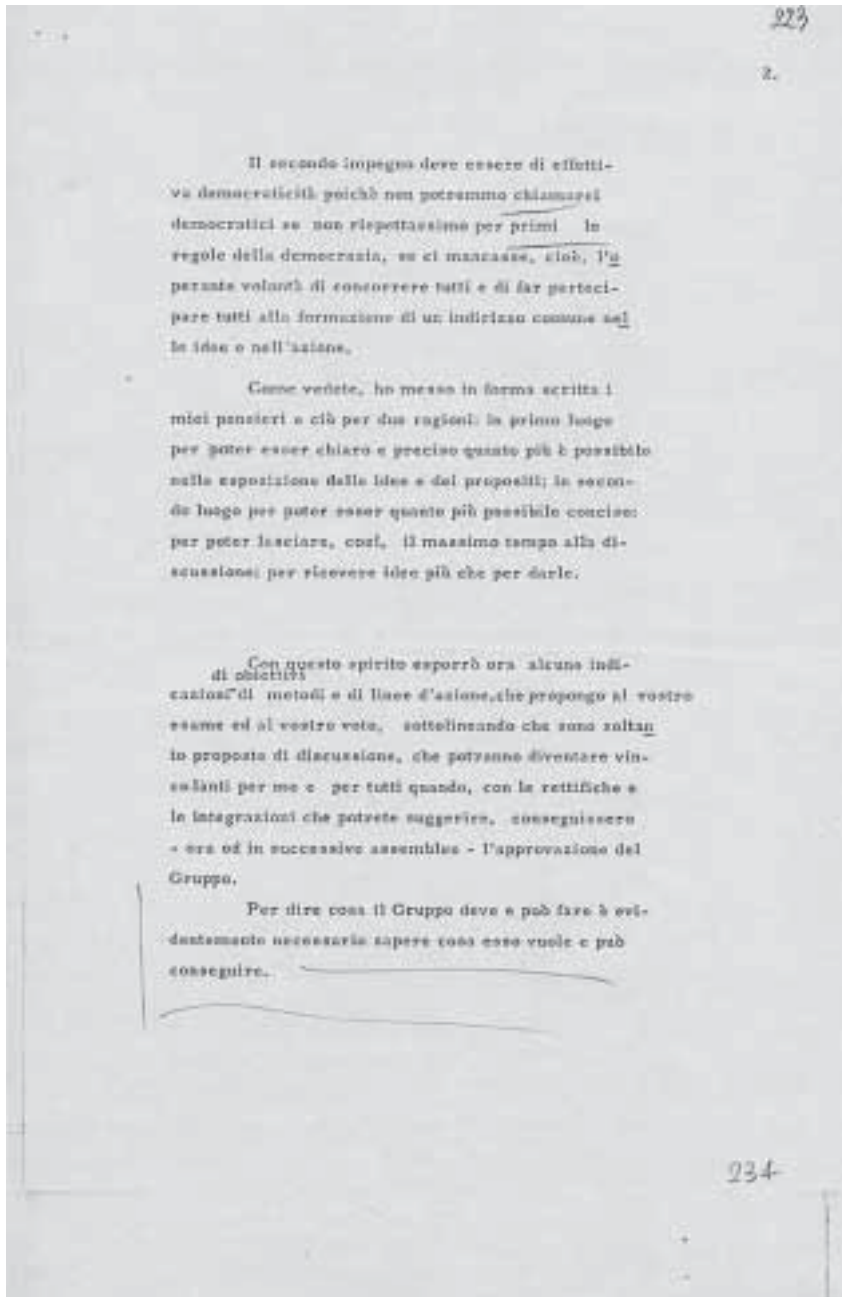 223
2.
Il secondo impegno deve essere di effetti-
va democraticità poichè non potremmo chiamarci
democratici se non rispettassimo per primi le
regole della democrazia, se ci mancasse, cioè, l'o
perante volontà di concorrere tutti e di far parteci-
pare tutti alla formazione di un indirizzo comune nel
le idee e nell'azione.
Come vedete, ho messo in forma scritta i
miei pensieri e ciò per due ragioni: in primo luogo
per poter esser chiaro e preciso quanto più è possibile
nella esposizione delle idee e dei propositi; in secon-
do luogo per poter esser quanto più possibile conciso:
per poter lasciare, così, il massimo tempo alla di-
scussione: per ricevere idee più che per darle.
Con questo spirito esporrò ora alcune indi-
di obiettivi
cazioni di metodi e di linee d'azione, che propongo al vostro
esame ed al vostro voto, sottolineando che sono soltan
to proposte di discussione, che potranno diventare vin-
colanti per me e per tutti quando, con le rettifiche e
le integrazioni che potrete suggerire, conseguissero
- ora od in successive assemblee - l'approvazione del
Gruppo.
Per dire cosa il Gruppo deve e può fare è evi-
dentemente necessario sapere cosa esso vuole e può
conseguire.
234